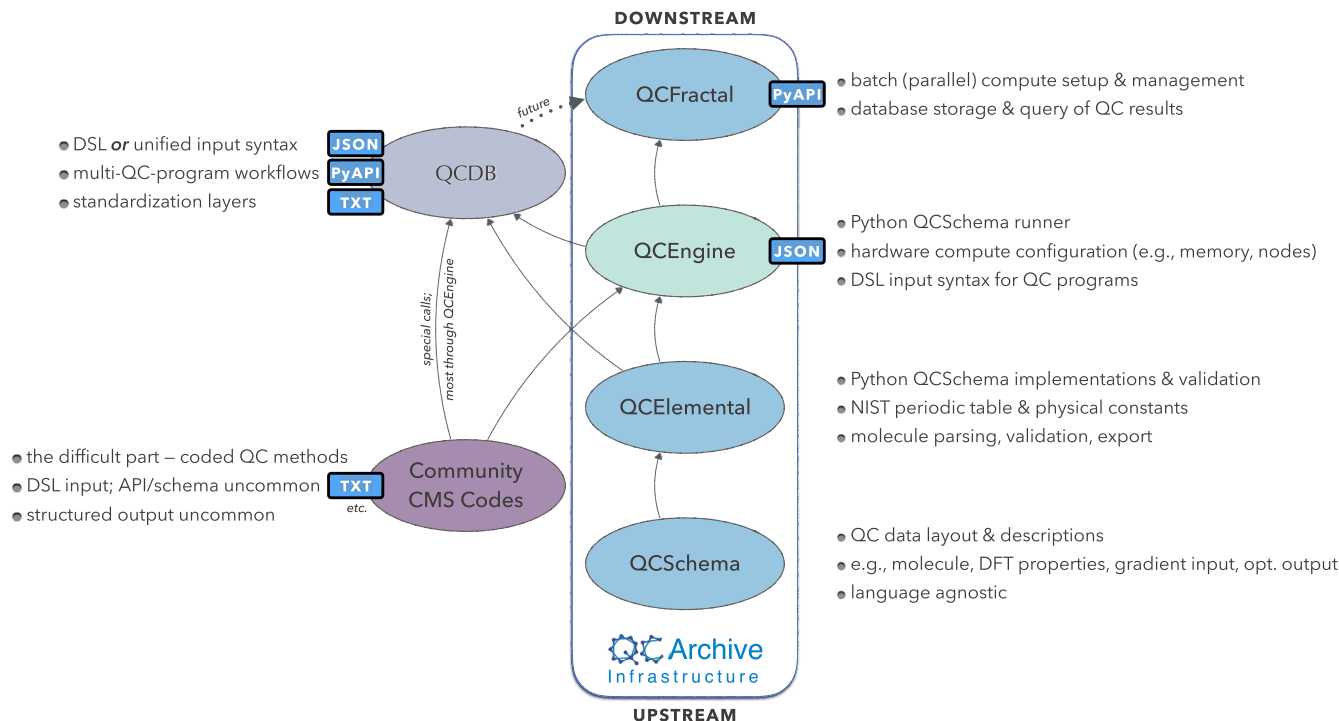 DOWNSTREAM
QCFractal
PyAPI
batch (parallel) compute setup & management
database storage & query of QC results
future
DSL or unified input syntax
multi-QC-program workflows
standardization layers
JSON
PyAPI
TXT
QCDB
QCEngine
JSON
Python QCSchema runner
hardware compute configuration (e.g., memory, nodes)
DSL input syntax for QC programs
special calls;
most through QCEngine
QCElemental
Python QCSchema implementations & validation
NIST periodic table & physical constants
molecule parsing, validation, export
the difficult part – coded QC methods
DSL input; API/schema uncommon
structured output uncommon
TXT
etc.
Community
CMS Codes
QCSchema
QC data layout & descriptions
e.g., molecule, DFT properties, gradient input, opt. output
language agnostic
QC Archive
Infrastructure
UPSTREAM